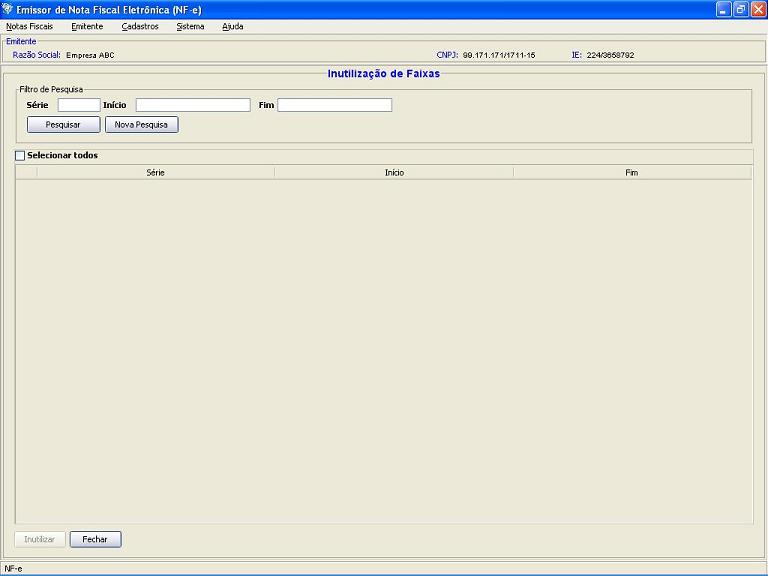 Emissor de Nota Fiscal Eletrônica (NF-e)
Notas Fiscais Emitente Cadastros Sistema Ajuda
Emitente
Razão Social: Empresa ABC CNPJ: 99.171.171/1711-15 IE: 224/3658792
Inutilização de Faixas
Filtro de Pesquisa
Série Início Fim
Pesquisar Nova Pesquisa
Selecionar todos
Série Início Fim
Inutilizar Fechar
NF-e